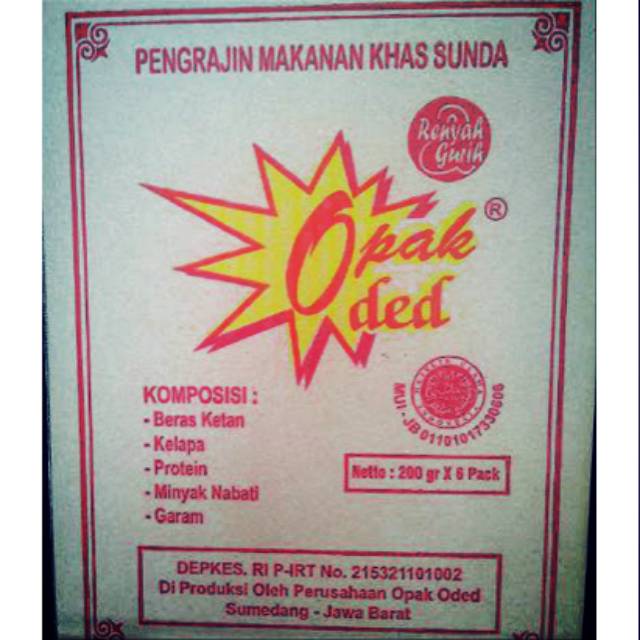 PENGRAJIN MAKANAN KHAS SUNDA
Renyah
Gurih
Opak ®
Oded
KOMPOSISI :
- Beras Ketan
- Kelapa
- Protein
- Minyak Nabati
- Garam
MUI - JB 01101017330606
Netto : 200 gr X 6 Pack
DEPKES. RI P-IRT No. 215321101002
Di Produksi Oleh Perusahaan Opak Oded
Sumedang - Jawa Barat